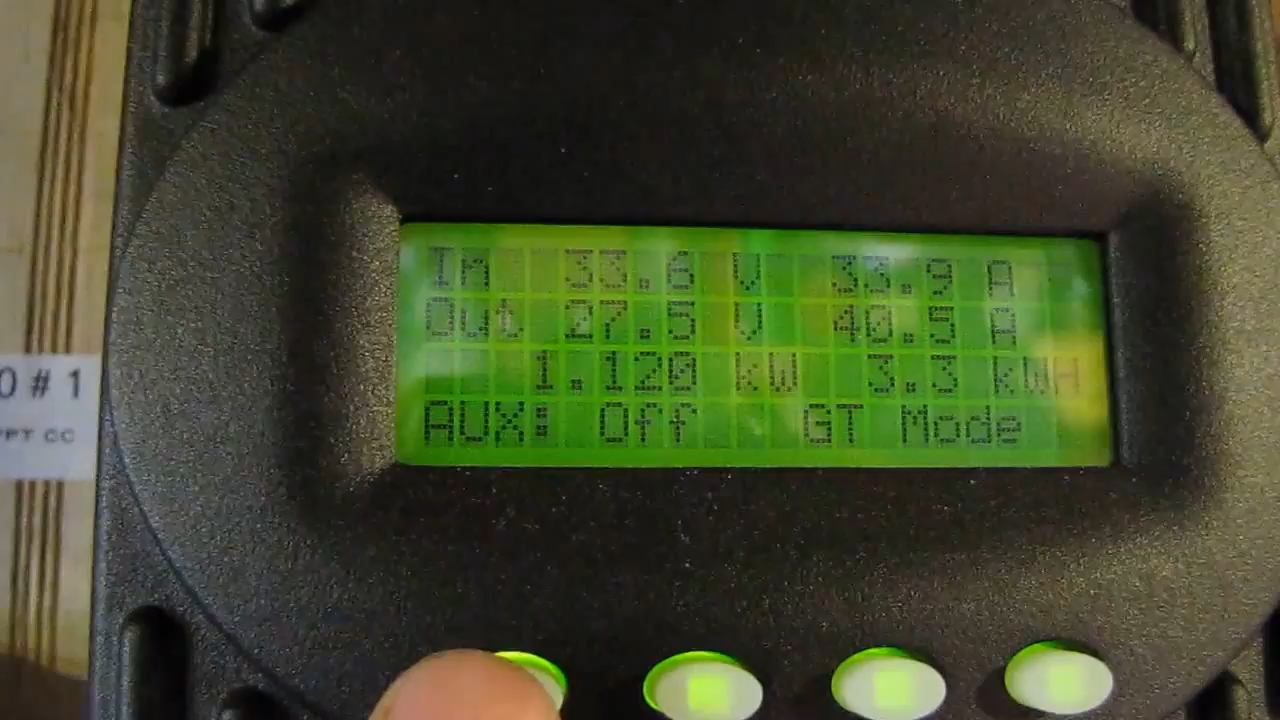 In 33.6 V 33.9 A
Out 27.5 V 40.5 A
1.120 kW 3.3 kWH
AUX: Off GT Mode
0 # 1
PPT CC